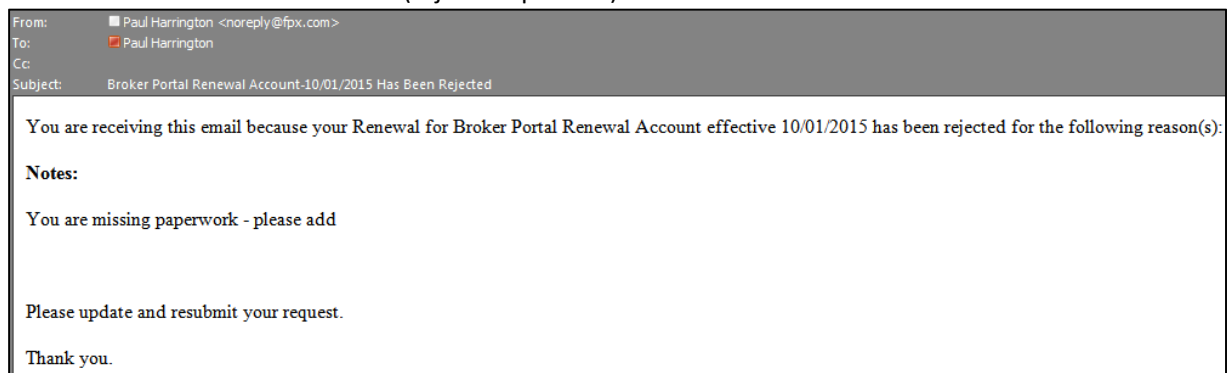 From: Paul Harrington <noreply@fpx.com>
To: Paul Harrington
Cc:
Subject: Broker Portal Renewal Account-10/01/2015 Has Been Rejected
You are receiving this email because your Renewal for Broker Portal Renewal Account effective 10/01/2015 has been rejected for the following reason(s):
Notes:
You are missing paperwork - please add
Please update and resubmit your request.
Thank you.